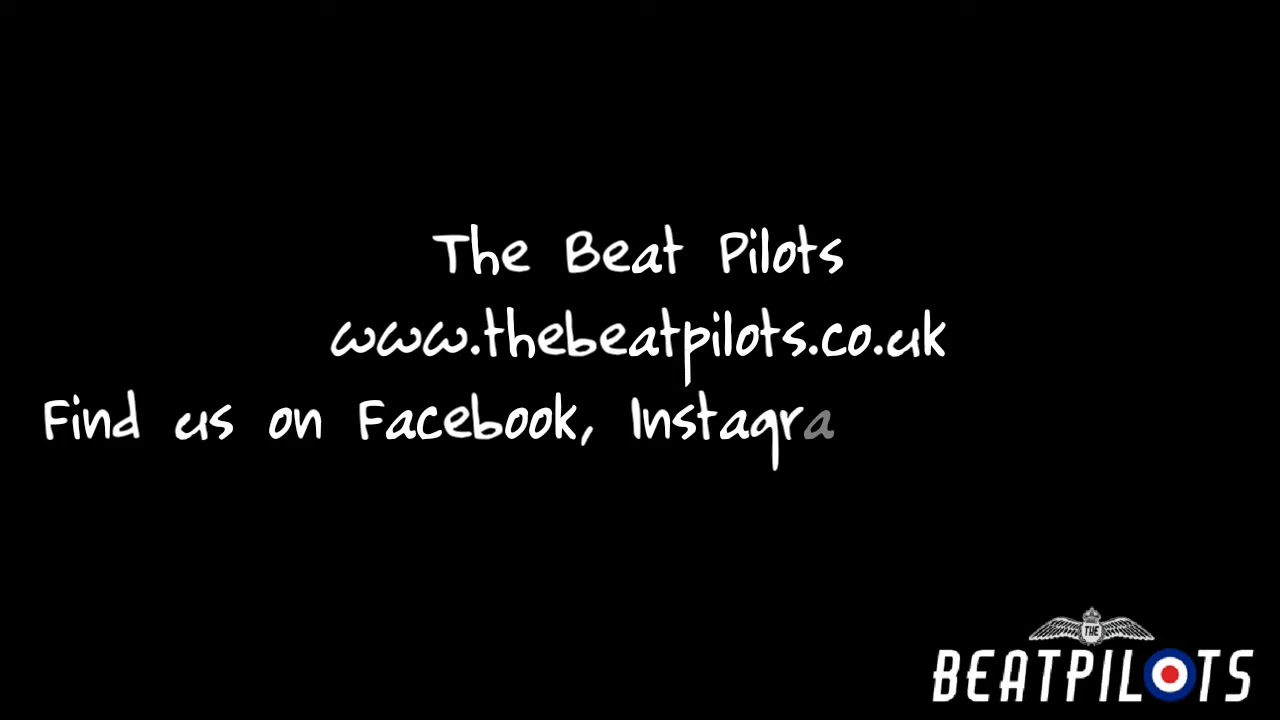 The Beat Pilots
www.thebeatpilots.co.uk
Find us on Facebook, Instagra
THE
BEATPILOTS